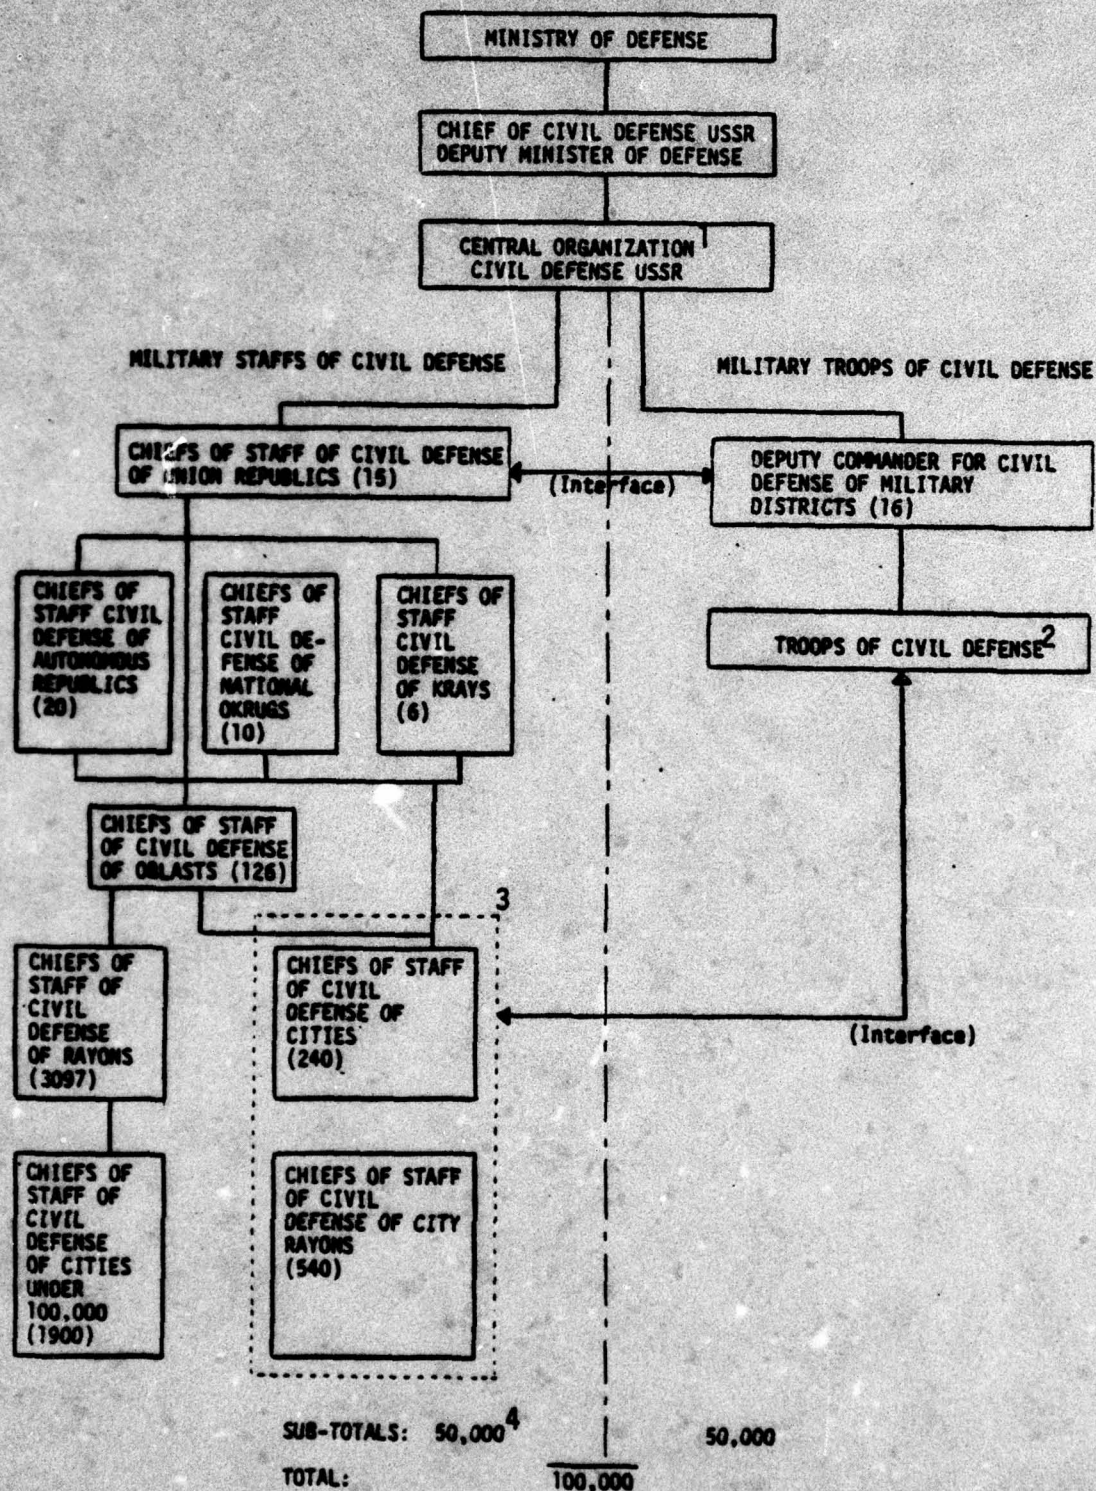 MINISTRY OF DEFENSE
CHIEF OF CIVIL DEFENSE USSR
DEPUTY MINISTER OF DEFENSE
CENTRAL ORGANIZATION 1
CIVIL DEFENSE USSR
MILITARY STAFFS OF CIVIL DEFENSE
MILITARY TROOPS OF CIVIL DEFENSE
CHIEFS OF STAFF OF CIVIL DEFENSE
OF UNION REPUBLICS (15)
(Interface)
DEPUTY COMMANDER FOR CIVIL
DEFENSE OF MILITARY
DISTRICTS (16)
CHIEFS OF
STAFF CIVIL
DEFENSE OF
AUTONOMOUS
REPUBLICS
(20)
CHIEFS OF
STAFF
CIVIL DE-
FENSE OF
NATIONAL
OKRUGS
(10)
CHIEFS OF
STAFF
CIVIL
DEFENSE
OF KRAYS
(6)
TROOPS OF CIVIL DEFENSE2
CHIEFS OF STAFF
OF CIVIL DEFENSE
OF OBLASTS (126)
3
CHIEFS OF
STAFF OF
CIVIL
DEFENSE
OF RAYONS
(3097)
CHIEFS OF STAFF
OF CIVIL
DEFENSE OF
CITIES
(240)
(Interface)
CHIEFS OF
STAFF OF
CIVIL
DEFENSE
OF CITIES
UNDER
100,000
(1900)
CHIEFS OF STAFF
OF CIVIL
DEFENSE OF CITY
RAYONS
(540)
SUB-TOTALS: 50,0004 50,000
TOTAL: 100,000